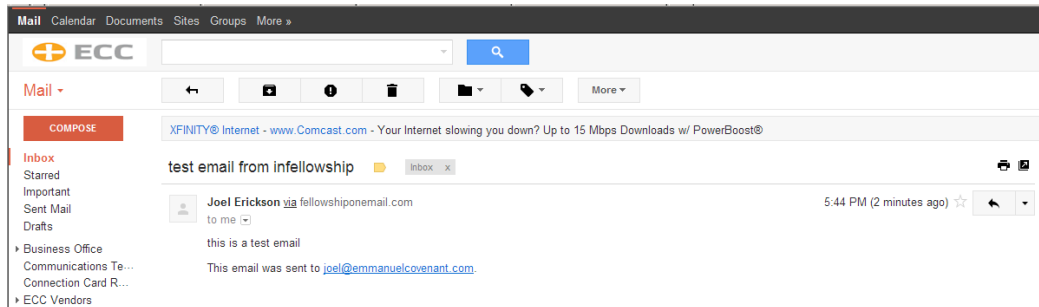 Mail Calendar Documents Sites Groups More »
ECC
Mail
More
COMPOSE
XFINITY® Internet - www.Comcast.com - Your Internet slowing you down? Up to 15 Mbps Downloads w/ PowerBoost®
Inbox
Starred
Important
Sent Mail
Drafts
Business Office
Communications Te...
Connection Card R...
ECC Vendors
test email from infellowship
Inbox x
Joel Erickson via fellowshiponemail.com
5:44 PM (2 minutes ago)
to me
this is a test email
This email was sent to joel@emmanuelcovenant.com.